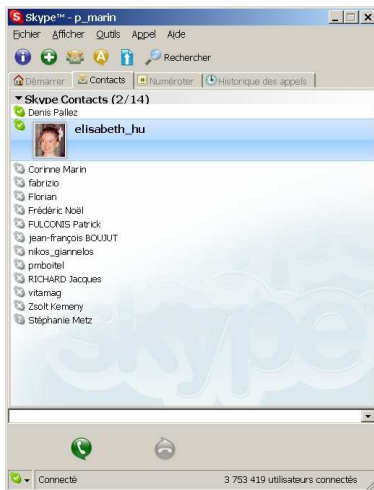 Skype™ - p_marin
Fichier Afficher Outils Appel Aide
Rechercher
Démarrer Contacts Numéroter Historique des appels
Skype Contacts (2/14)
Denis Pallez
elisabeth_hu
Corinne Marin
fabrizio
Florian
Frédéric Noël
FULCONIS Patrick
jean-françois BOUJUT
nikos_giannelos
pmboitel
RICHARD Jacques
vitamag
Zsolt Kemeny
Stéphanie Metz
skype
Connecté 3 753 419 utilisateurs connectés